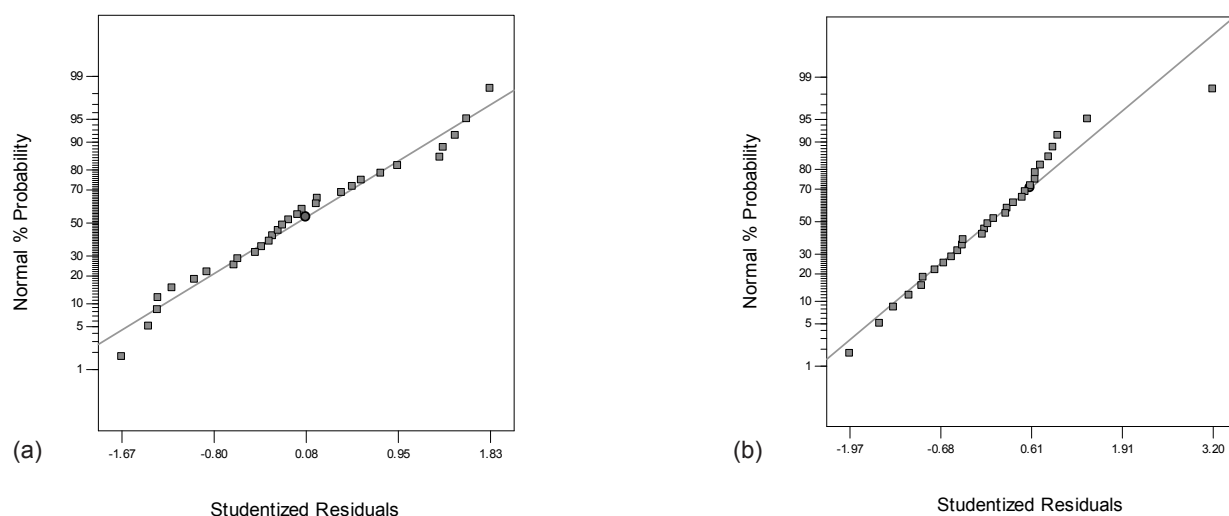 99
95
90
80
70
50
30
20
10
5
1
Normal % Probability
(a)
-1.67 -0.80 0.08 0.95 1.83
Studentized Residuals
99
95
90
80
70
50
30
20
10
5
1
Normal % Probability
(b)
-1.97 -0.68 0.61 1.91 3.20
Studentized Residuals